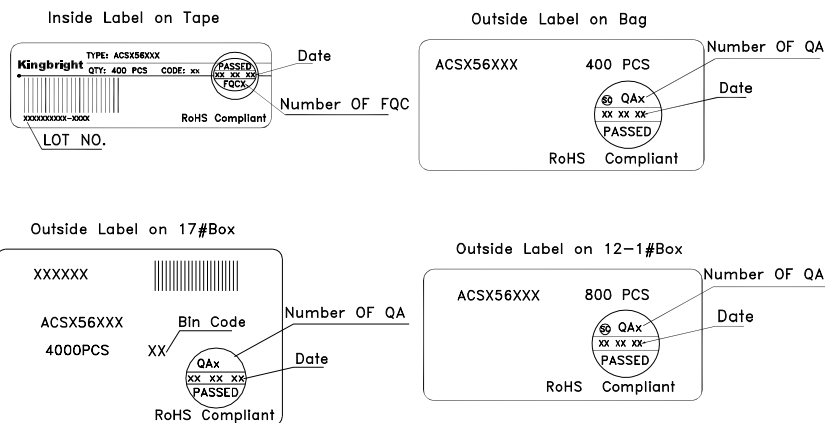 Inside Label on Tape
Kingbright
TYPE: ACSX56XXX
QTY: 400 PCS CODE: xx
PASSED
XX XX XX
FQCX
XXXXXXXXXX-XXXX
RoHS Compliant
Date
Number OF FQC
LOT NO.
Outside Label on Bag
ACSX56XXX 400 PCS
QAx
XX XX XX
PASSED
RoHS Compliant
Number OF QA
Date
Outside Label on 17#Box
XXXXXX
ACSX56XXX
4000PCS
Bin Code
XX
QAx
XX XX XX
PASSED
RoHS Compliant
Number OF QA
Date
Outside Label on 12-1#Box
ACSX56XXX 800 PCS
QAx
XX XX XX
PASSED
RoHS Compliant
Number OF QA
Date